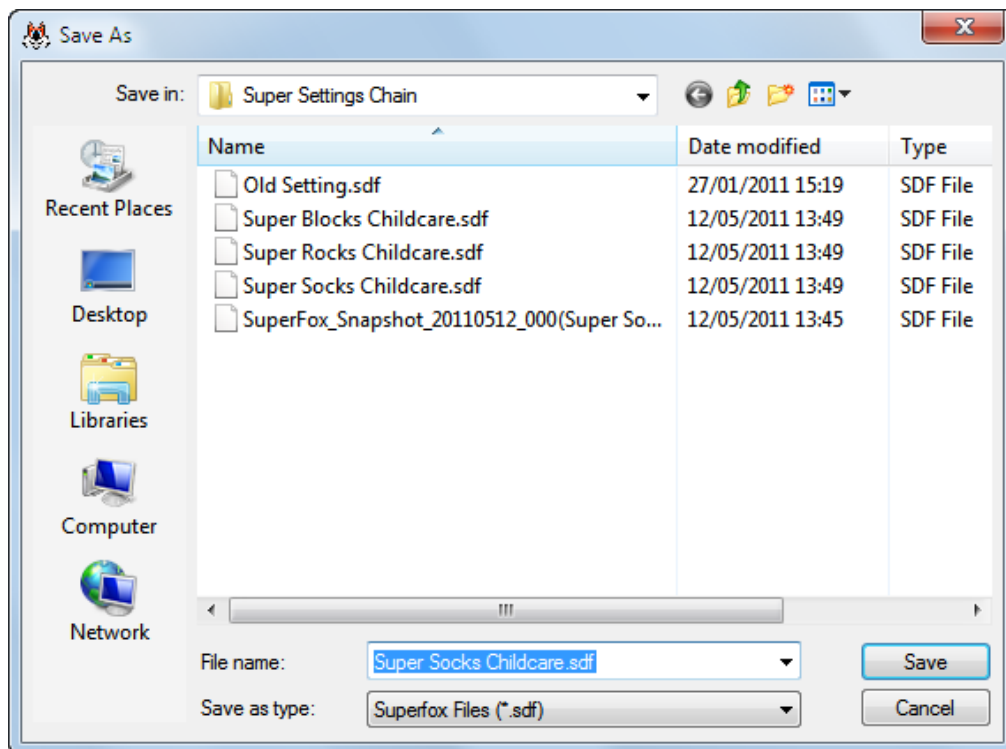 Save As
Save in: Super Settings Chain
Name Date modified Type
Old Setting.sdf 27/01/2011 15:19 SDF File
Super Blocks Childcare.sdf 12/05/2011 13:49 SDF File
Super Rocks Childcare.sdf 12/05/2011 13:49 SDF File
Super Socks Childcare.sdf 12/05/2011 13:49 SDF File
SuperFox_Snapshot_20110512_000(Super So... 12/05/2011 13:45 SDF File
Recent Places
Desktop
Libraries
Computer
Network
File name: Super Socks Childcare.sdf Save
Save as type: Superfox Files (*.sdf) Cancel